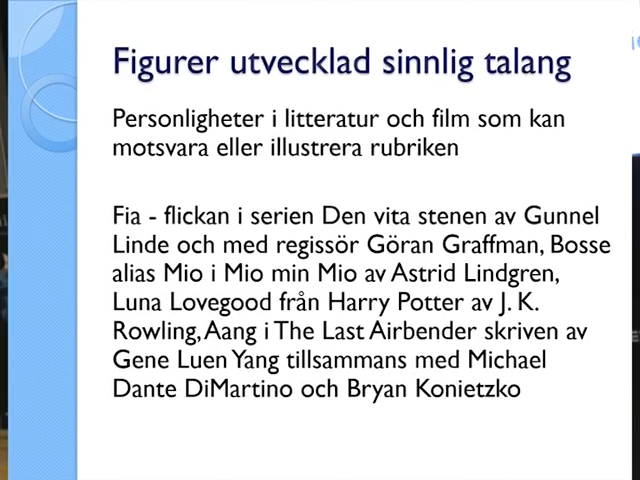 Figurer utvecklad sinnlig talang
Personligheter i litteratur och film som kan
motsvara eller illustrera rubriken
Fia - flickan i serien Den vita stenen av Gunnel
Linde och med regissör Göran Graffman, Bosse
alias Mio i Mio min Mio av Astrid Lindgren,
Luna Lovegood från Harry Potter av J. K.
Rowling, Aang i The Last Airbender skriven av
Gene Luen Yang tillsammans med Michael
Dante DiMartino och Bryan Konietzko